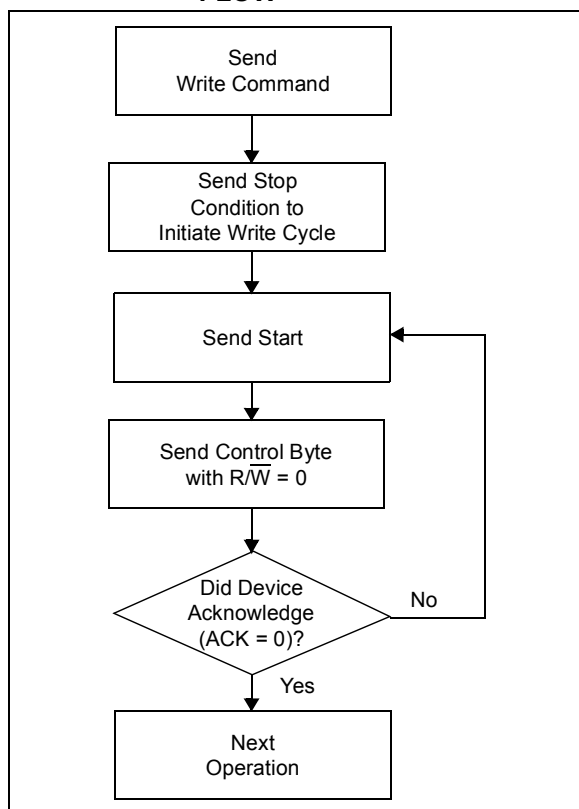 Send
Write Command
Send Stop
Condition to
Initiate Write Cycle
Send Start
Send Control Byte
with R/W̅ = 0
Did Device
Acknowledge
(ACK = 0)?
No
Yes
Next
Operation